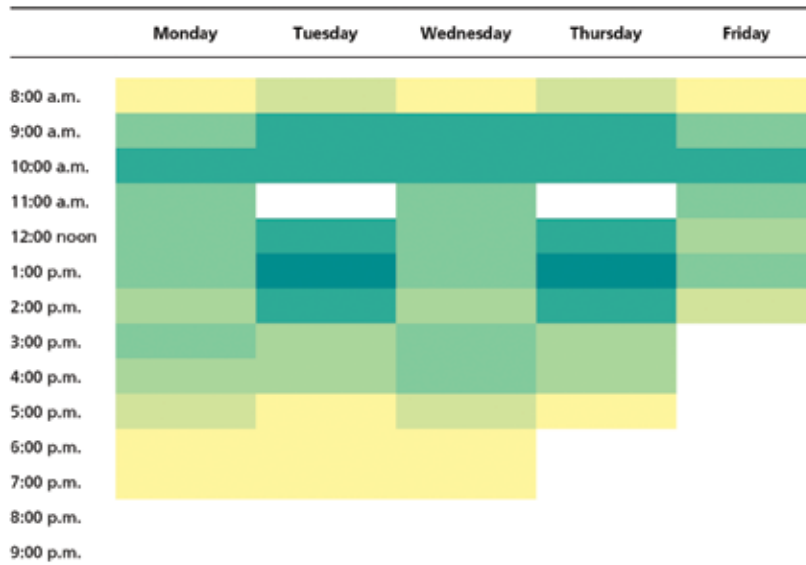 Monday Tuesday Wednesday Thursday Friday
8:00 a.m.
9:00 a.m.
10:00 a.m.
11:00 a.m.
12:00 noon
1:00 p.m.
2:00 p.m.
3:00 p.m.
4:00 p.m.
5:00 p.m.
6:00 p.m.
7:00 p.m.
8:00 p.m.
9:00 p.m.